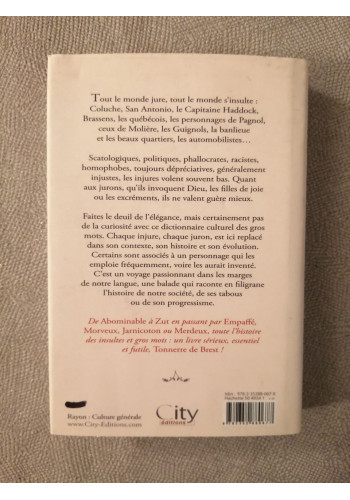 Tout le monde jure, tout le monde s'insulte :
Coluche, San Antonio, le Capitaine Haddock,
Brassens, les québécois, les personnages de Pagnol,
ceux de Molière, les Guignols, la banlieue
et les beaux quartiers, les automobilistes…
Scatologiques, politiques, phallocrates, racistes,
homophobes, toujours dépréciatives, généralement
injustes, les injures volent souvent bas. Quant
aux jurons, qu'ils invoquent Dieu, les filles de joie
ou les excréments, ils ne valent guère mieux.
Faites le deuil de l'élégance, mais certainement pas
de la curiosité avec ce dictionnaire culturel des gros
mots. Chaque injure, chaque juron, est ici replacé
dans son contexte, son histoire et son évolution.
Certains sont associés à un personnage qui les
emploie fréquemment, voire les aurait inventé.
C'est un voyage passionnant dans les marges
de notre langue, une balade qui raconte en filigrane
l'histoire de notre société, de ses tabous
ou de son progressisme.
De Abominable à Zut en passant par Empaffé,
Morveux, Jarnicoton ou Merdeux, toute l'histoire
des insultes et gros mots : un livre sérieux, essentiel
et futile, Tonnerre de Brest !
Rayon : Culture générale
www.City-Editions.com
City
éditions